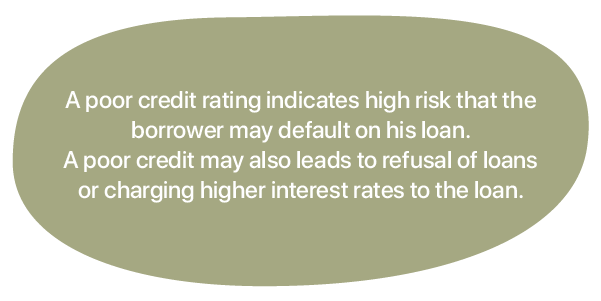 A poor credit rating indicates high risk that the
borrower may default on his loan.
A poor credit may also leads to refusal of loans
or charging higher interest rates to the loan.